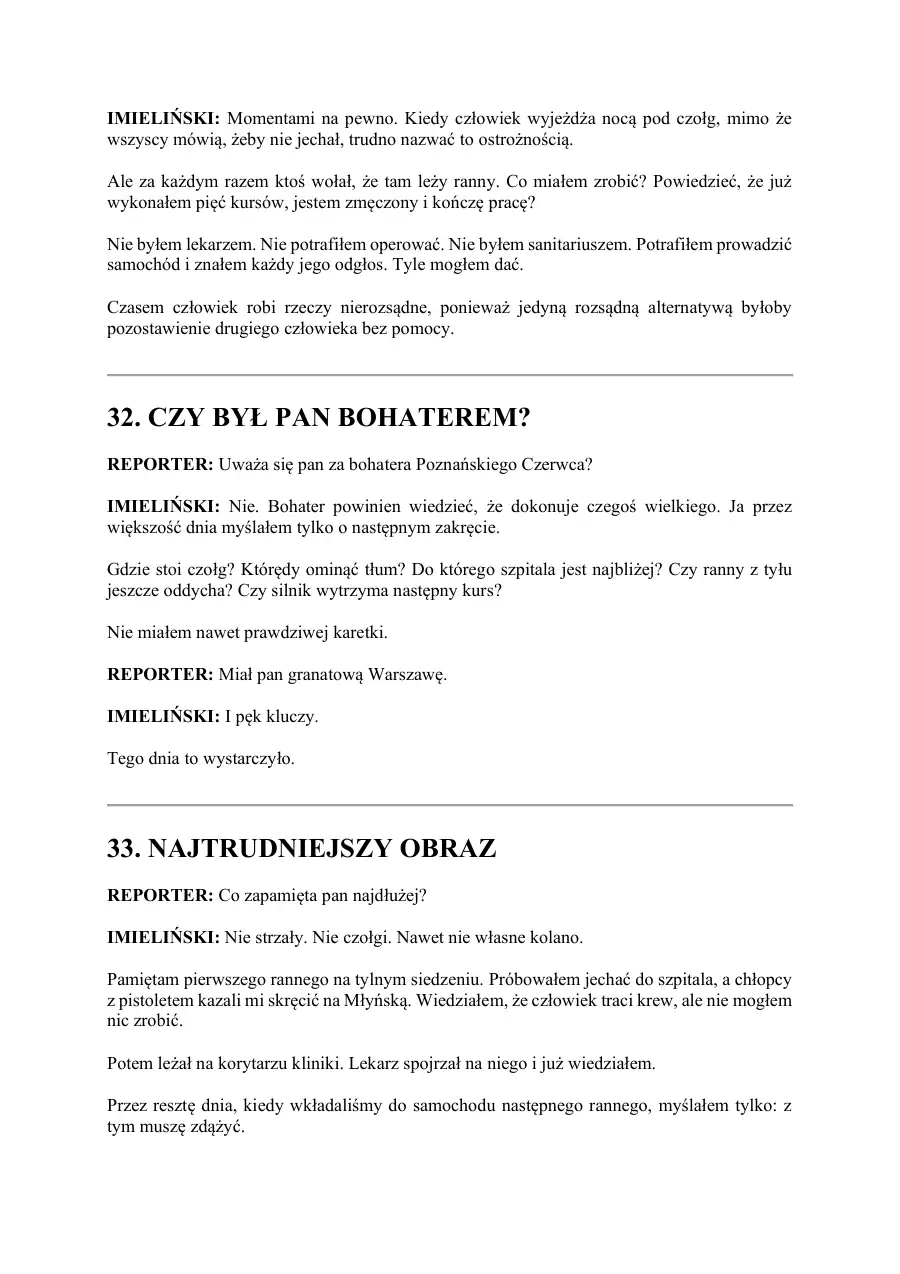 IMIELIŃSKI: Momentami na pewno. Kiedy człowiek wyjeżdża nocą pod czołg, mimo że
wszyscy mówią, żeby nie jechał, trudno nazwać to ostrożnością.
Ale za każdym razem ktoś wołał, że tam leży ranny. Co miałem zrobić? Powiedzieć, że już
wykonałem pięć kursów, jestem zmęczony i kończę pracę?
Nie byłem lekarzem. Nie potrafiłem operować. Nie byłem sanitariuszem. Potrafiłem prowadzić
samochód i znałem każdy jego odgłos. Tyle mogłem dać.
Czasem człowiek robi rzeczy nierozsądne, ponieważ jedyną rozsądną alternatywą byłoby
pozostawienie drugiego człowieka bez pomocy.
32. CZY BYŁ PAN BOHATEREM?
REPORTER: Uważa się pan za bohatera Poznańskiego Czerwca?
IMIELIŃSKI: Nie. Bohater powinien wiedzieć, że dokonuje czegoś wielkiego. Ja przez
większość dnia myślałem tylko o następnym zakręcie.
Gdzie stoi czołg? Którędy ominąć tłum? Do którego szpitala jest najbliżej? Czy ranny z tyłu
jeszcze oddycha? Czy silnik wytrzyma następny kurs?
Nie miałem nawet prawdziwej karetki.
REPORTER: Miał pan granatową Warszawę.
IMIELIŃSKI: I pęk kluczy.
Tego dnia to wystarczyło.
33. NAJTRUDNIEJSZY OBRAZ
REPORTER: Co zapamięta pan najdłużej?
IMIELIŃSKI: Nie strzały. Nie czołgi. Nawet nie własne kolano.
Pamiętam pierwszego rannego na tylnym siedzeniu. Próbowałem jechać do szpitala, a chłopcy
z pistoletem kazali mi skręcić na Młyńską. Wiedziałem, że człowiek traci krew, ale nie mogłem
nic zrobić.
Potem leżał na korytarzu kliniki. Lekarz spojrzał na niego i już wiedziałem.
Przez resztę dnia, kiedy wkładaliśmy do samochodu następnego rannego, myślałem tylko: z
tym muszę zdążyć.